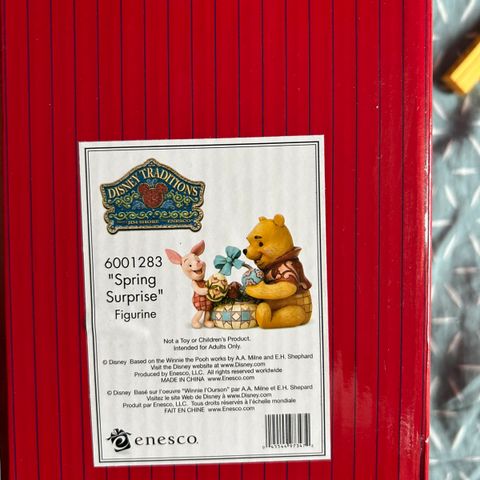 DISNEY TRADITIONS
JIM SHORE ENESCO
6001283
"Spring
Surprise"
Figurine
Not a Toy or Children's Product.
Intended for Adults Only.
© Disney Based on the Winnie the Pooh works by A.A. Milne and E.H. Shephard
Visit the Disney website at www.Disney.com
Produced by Enesco, LLC. All rights reserved worldwide
MADE IN CHINA www.Enesco.com
© Disney Basé sur l'oeuvre "Winnie l'Ourson" par A.A. Milne et E.H. Shephard
Visitez le site Web de Disney à www.Disney.com
Produit par Enesco, LLC. Tous droits réservés à l'échelle mondiale
FAIT EN CHINE www.Enesco.com
enesco.